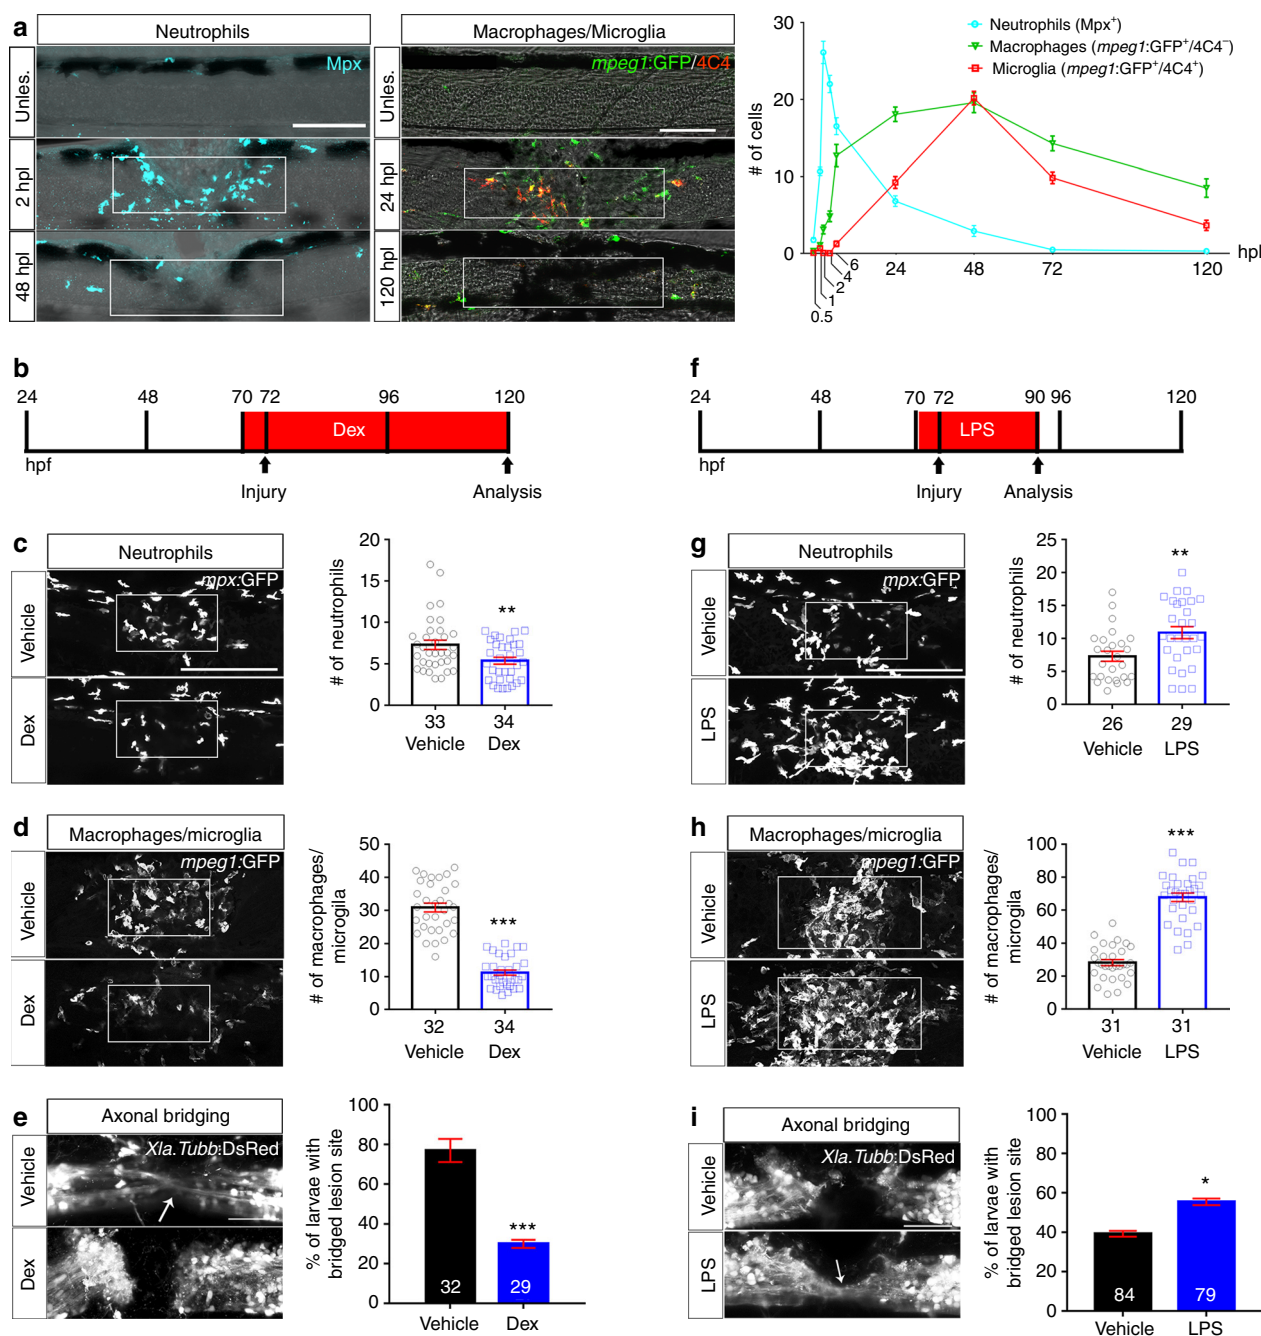 a
Neutrophils
Macrophages/Microglia
Unles.
Mpx
2 hpl
48 hpl
Unles.
mpeg1:GFP/4C4
24 hpl
120 hpl
# of cells
30
20
10
0
Neutrophils (Mpx⁺)
Macrophages (mpeg1:GFP⁺/4C4⁻)
Microglia (mpeg1:GFP⁺/4C4⁺)
0.5
1
2
4
6
24
48
72
120
hpl
b
24
48
70
72
96
120
Dex
hpf
Injury
Analysis
f
24
48
70
72
90
96
120
LPS
hpf
Injury
Analysis
c
Neutrophils
Vehicle
mpx:GFP
Dex
# of neutrophils
20
15
10
5
0
**
33
34
Vehicle
Dex
g
Neutrophils
Vehicle
mpx:GFP
LPS
# of neutrophils
25
20
15
10
5
0
**
26
29
Vehicle
LPS
d
Macrophages/microglia
Vehicle
mpeg1:GFP
Dex
# of macrophages/
microglia
50
40
30
20
10
0
***
32
34
Vehicle
Dex
h
Macrophages/microglia
Vehicle
mpeg1:GFP
LPS
# of macrophages/
microglia
100
80
60
40
20
0
***
31
31
Vehicle
LPS
e
Axonal bridging
Vehicle
Xla.Tubb:DsRed
Dex
% of larvae with
bridged lesion site
100
80
60
40
20
0
***
32
29
Vehicle
Dex
i
Axonal bridging
Vehicle
Xla.Tubb:DsRed
LPS
% of larvae with
bridged lesion site
100
80
60
40
20
0
*
84
79
Vehicle
LPS